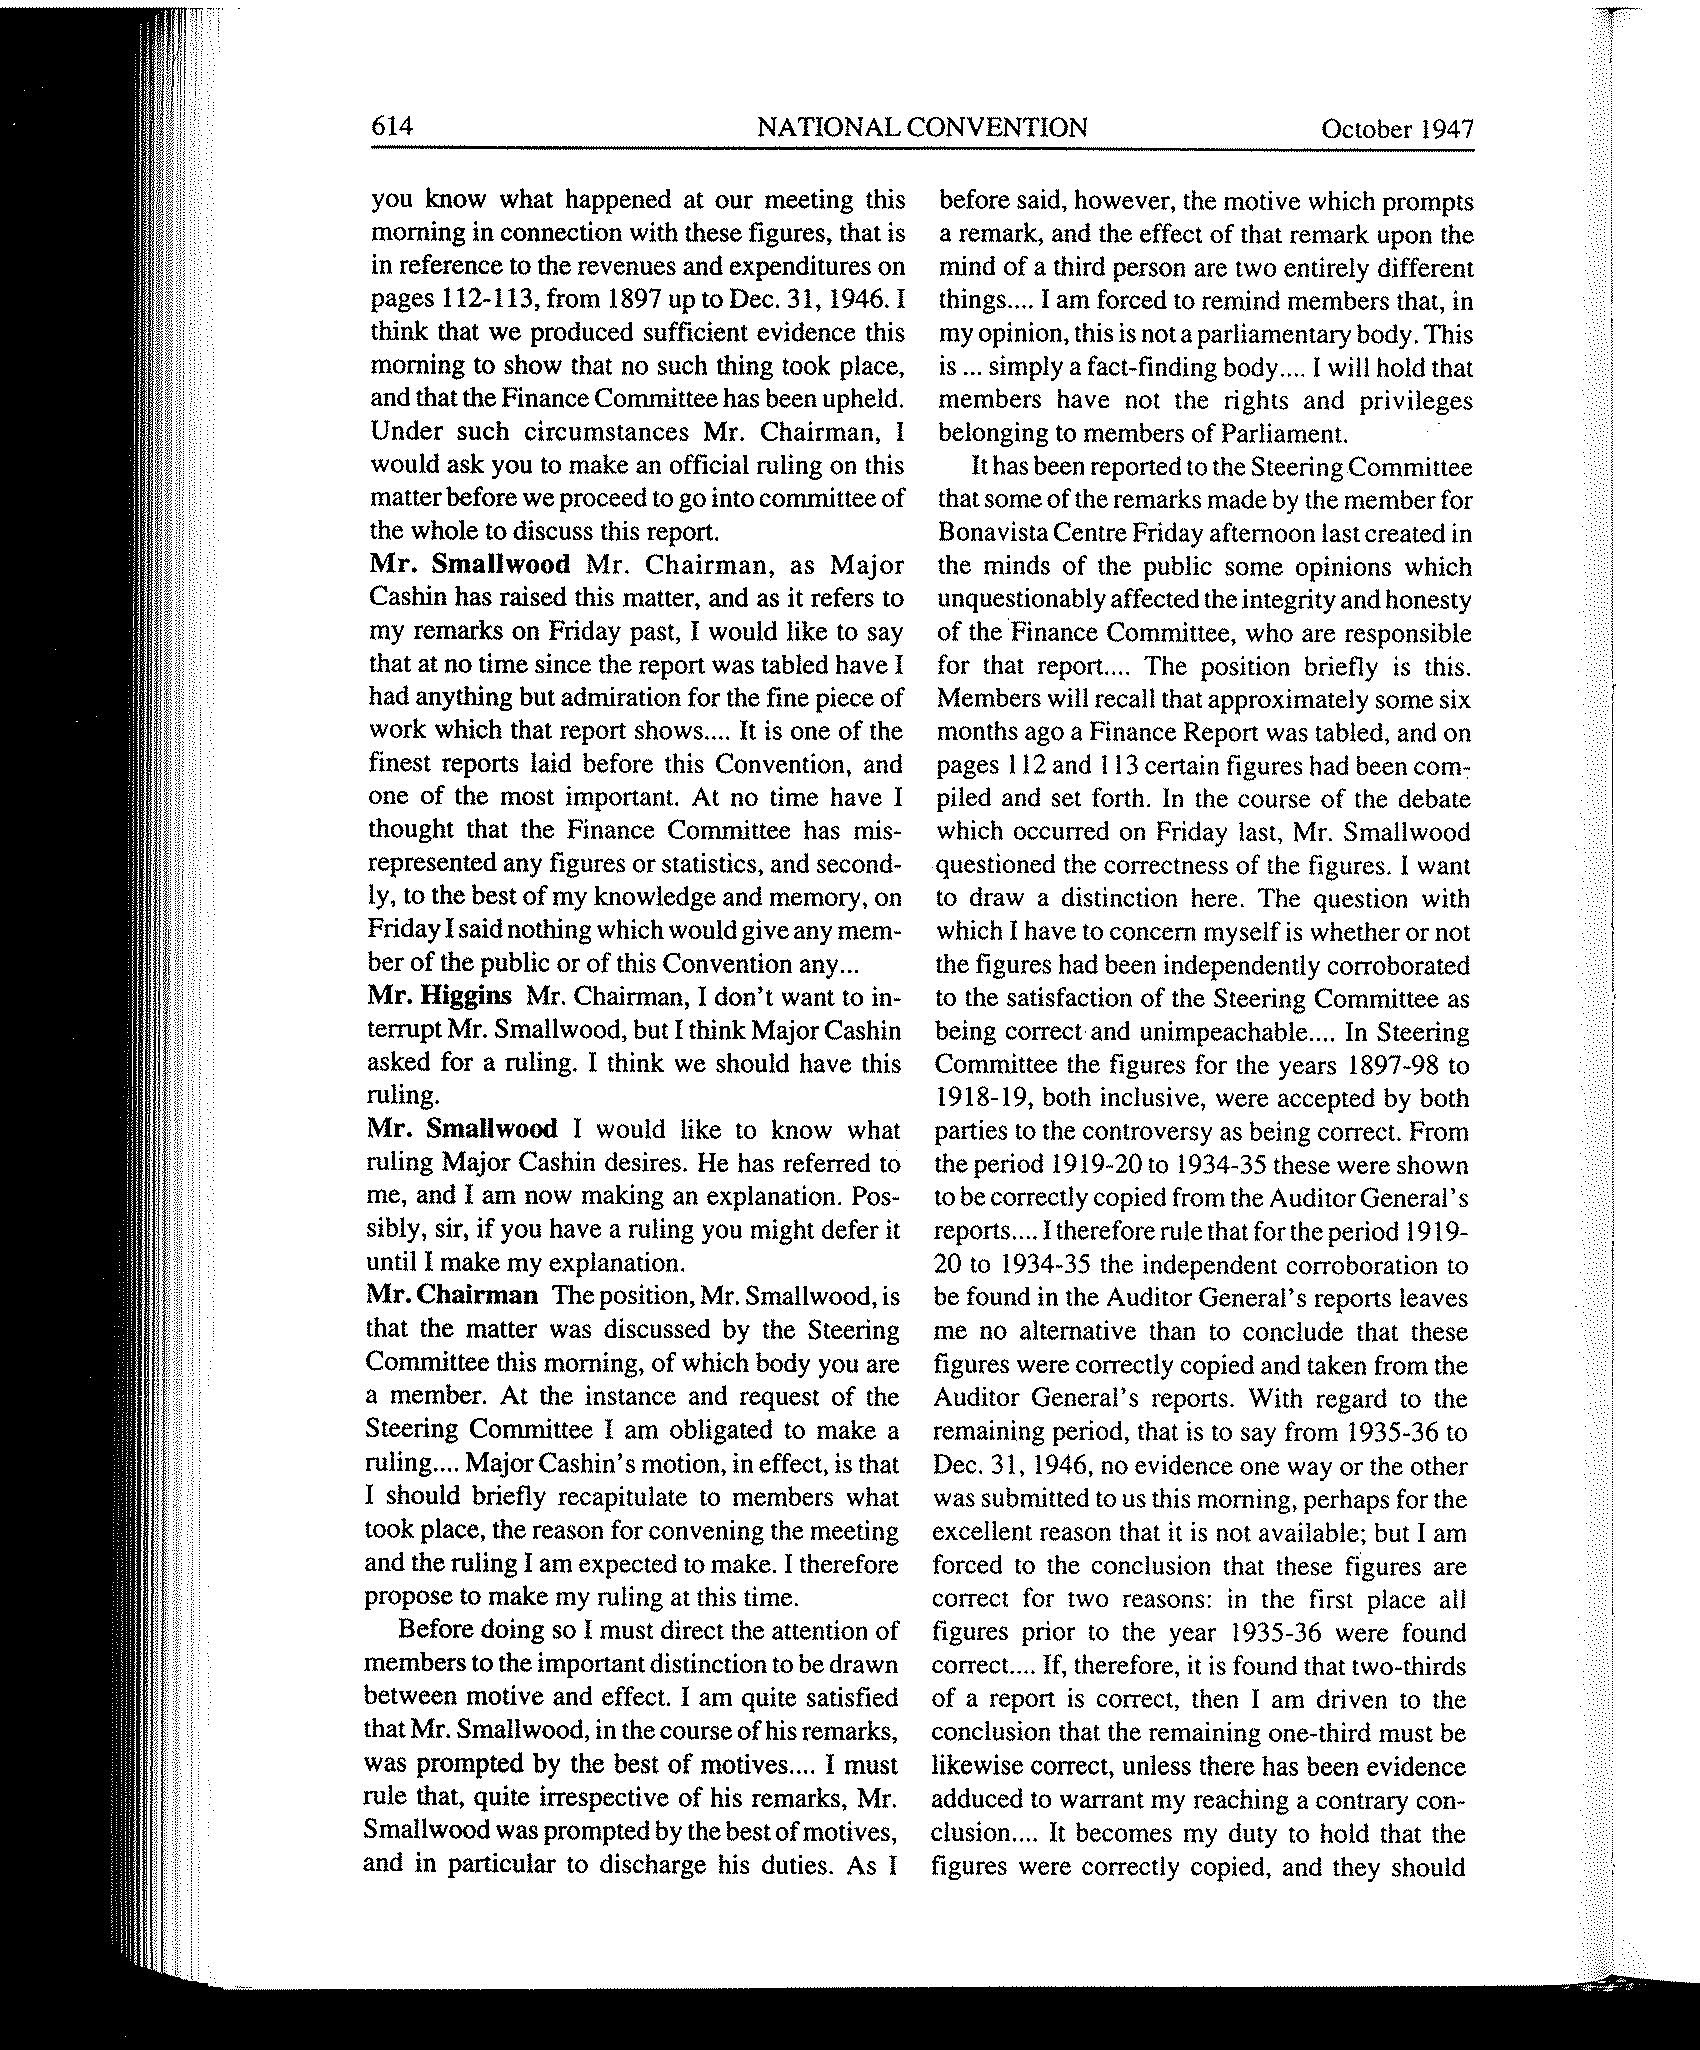 614 NATIONAL CONVENTION October 1947
you know what happened at our meeting this
morning in connection with these figures, that is
in reference to the revenues and expenditures on
pages 112-113, from 1897 up to Dec. 31, 1946. I
think that we produced sufficient evidence this
morning to show that no such thing took place,
and that the Finance Committee has been upheld.
Under such circumstances Mr. Chairman, I
would ask you to make an official ruling on this
matter before we proceed to go into committee of
the whole to discuss this report.
Mr. Smallwood Mr. Chairman, as Major
Cashin has raised this matter, and as it refers to
my remarks on Friday past, I would like to say
that at no time since the report was tabled have I
had anything but admiration for the fine piece of
work which that report shows.... It is one of the
finest reports laid before this Convention, and
one of the most important. At no time have I
thought that the Finance Committee has mis-
represented any figures or statistics, and second-
ly, to the best of my knowledge and memory, on
Friday I said nothing which would give any mem-
ber of the public or of this Convention any...
Mr. Higgins Mr. Chairman, I don't want to in-
terrupt Mr. Smallwood, but I think Major Cashin
asked for a ruling. I think we should have this
ruling.
Mr. Smallwood I would like to know what
ruling Major Cashin desires. He has referred to
me, and I am now making an explanation. Pos-
sibly, sir, if you have a ruling you might defer it
until I make my explanation.
Mr. Chairman The position, Mr. Smallwood, is
that the matter was discussed by the Steering
Committee this morning, of which body you are
a member. At the instance and request of the
Steering Committee I am obligated to make a
ruling.... Major Cashin's motion, in effect, is that
I should briefly recapitulate to members what
took place, the reason for convening the meeting
and the ruling I am expected to make. I therefore
propose to make my ruling at this time.
Before doing so I must direct the attention of
members to the important distinction to be drawn
between motive and effect. I am quite satisfied
that Mr. Smallwood, in the course of his remarks,
was prompted by the best of motives.... I must
rule that, quite irrespective of his remarks, Mr.
Smallwood was prompted by the best of motives,
and in particular to discharge his duties. As I
before said, however, the motive which prompts
a remark, and the effect of that remark upon the
mind of a third person are two entirely different
things.... I am forced to remind members that, in
my opinion, this is not a parliamentary body. This
is ... simply a fact-finding body.... I will hold that
members have not the rights and privileges
belonging to members of Parliament.
It has been reported to the Steering Committee
that some of the remarks made by the member for
Bonavista Centre Friday afternoon last created in
the minds of the public some opinions which
unquestionably affected the integrity and honesty
of the Finance Committee, who are responsible
for that report.... The position briefly is this.
Members will recall that approximately some six
months ago a Finance Report was tabled, and on
pages 112 and 113 certain figures had been com-
piled and set forth. In the course of the debate
which occurred on Friday last, Mr. Smallwood
questioned the correctness of the figures. I want
to draw a distinction here. The question with
which I have to concern myself is whether or not
the figures had been independently corroborated
to the satisfaction of the Steering Committee as
being correct and unimpeachable.... In Steering
Committee the figures for the years 1897-98 to
1918-19, both inclusive, were accepted by both
parties to the controversy as being correct. From
the period 1919-20 to 1934-35 these were shown
to be correctly copied from the Auditor General's
reports.... I therefore rule that for the period 1919-
20 to 1934-35 the independent corroboration to
be found in the Auditor General's reports leaves
me no alternative than to conclude that these
figures were correctly copied and taken from the
Auditor General's reports. With regard to the
remaining period, that is to say from 1935-36 to
Dec. 31, 1946, no evidence one way or the other
was submitted to us this morning, perhaps for the
excellent reason that it is not available; but I am
forced to the conclusion that these figures are
correct for two reasons: in the first place all
figures prior to the year 1935-36 were found
correct.... If, therefore, it is found that two-thirds
of a report is correct, then I am driven to the
conclusion that the remaining one-third must be
likewise correct, unless there has been evidence
adduced to warrant my reaching a contrary con-
clusion.... It becomes my duty to hold that the
figures were correctly copied, and they should